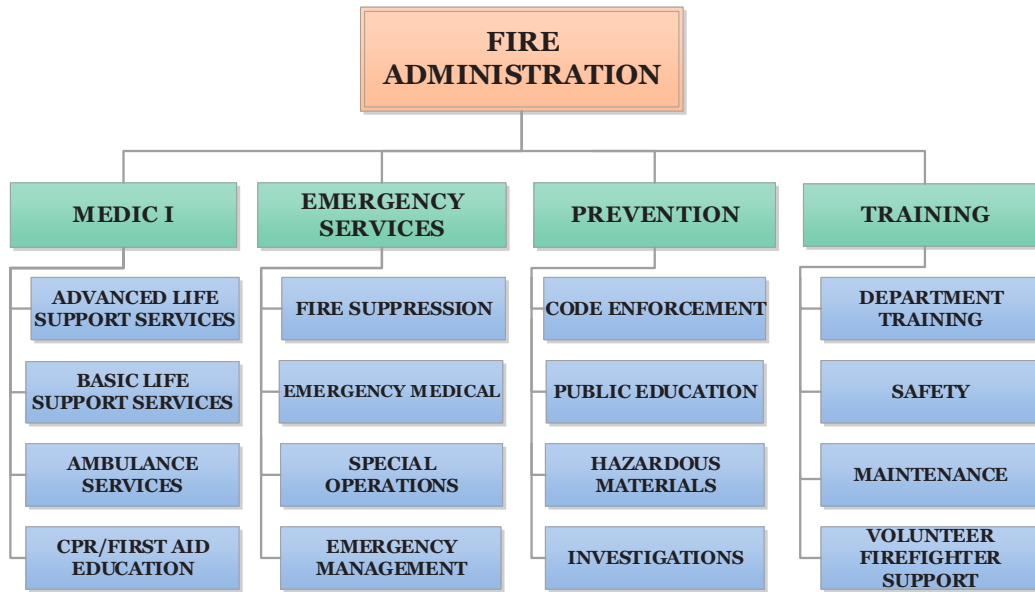 FIRE
ADMINISTRATION
MEDIC I
ADVANCED LIFE
SUPPORT SERVICES
BASIC LIFE
SUPPORT SERVICES
AMBULANCE
SERVICES
CPR/FIRST AID
EDUCATION
EMERGENCY
SERVICES
FIRE SUPPRESSION
EMERGENCY MEDICAL
SPECIAL
OPERATIONS
EMERGENCY
MANAGEMENT
PREVENTION
CODE ENFORCEMENT
PUBLIC EDUCATION
HAZARDOUS
MATERIALS
INVESTIGATIONS
TRAINING
DEPARTMENT
TRAINING
SAFETY
MAINTENANCE
VOLUNTEER
FIREFIGHTER
SUPPORT